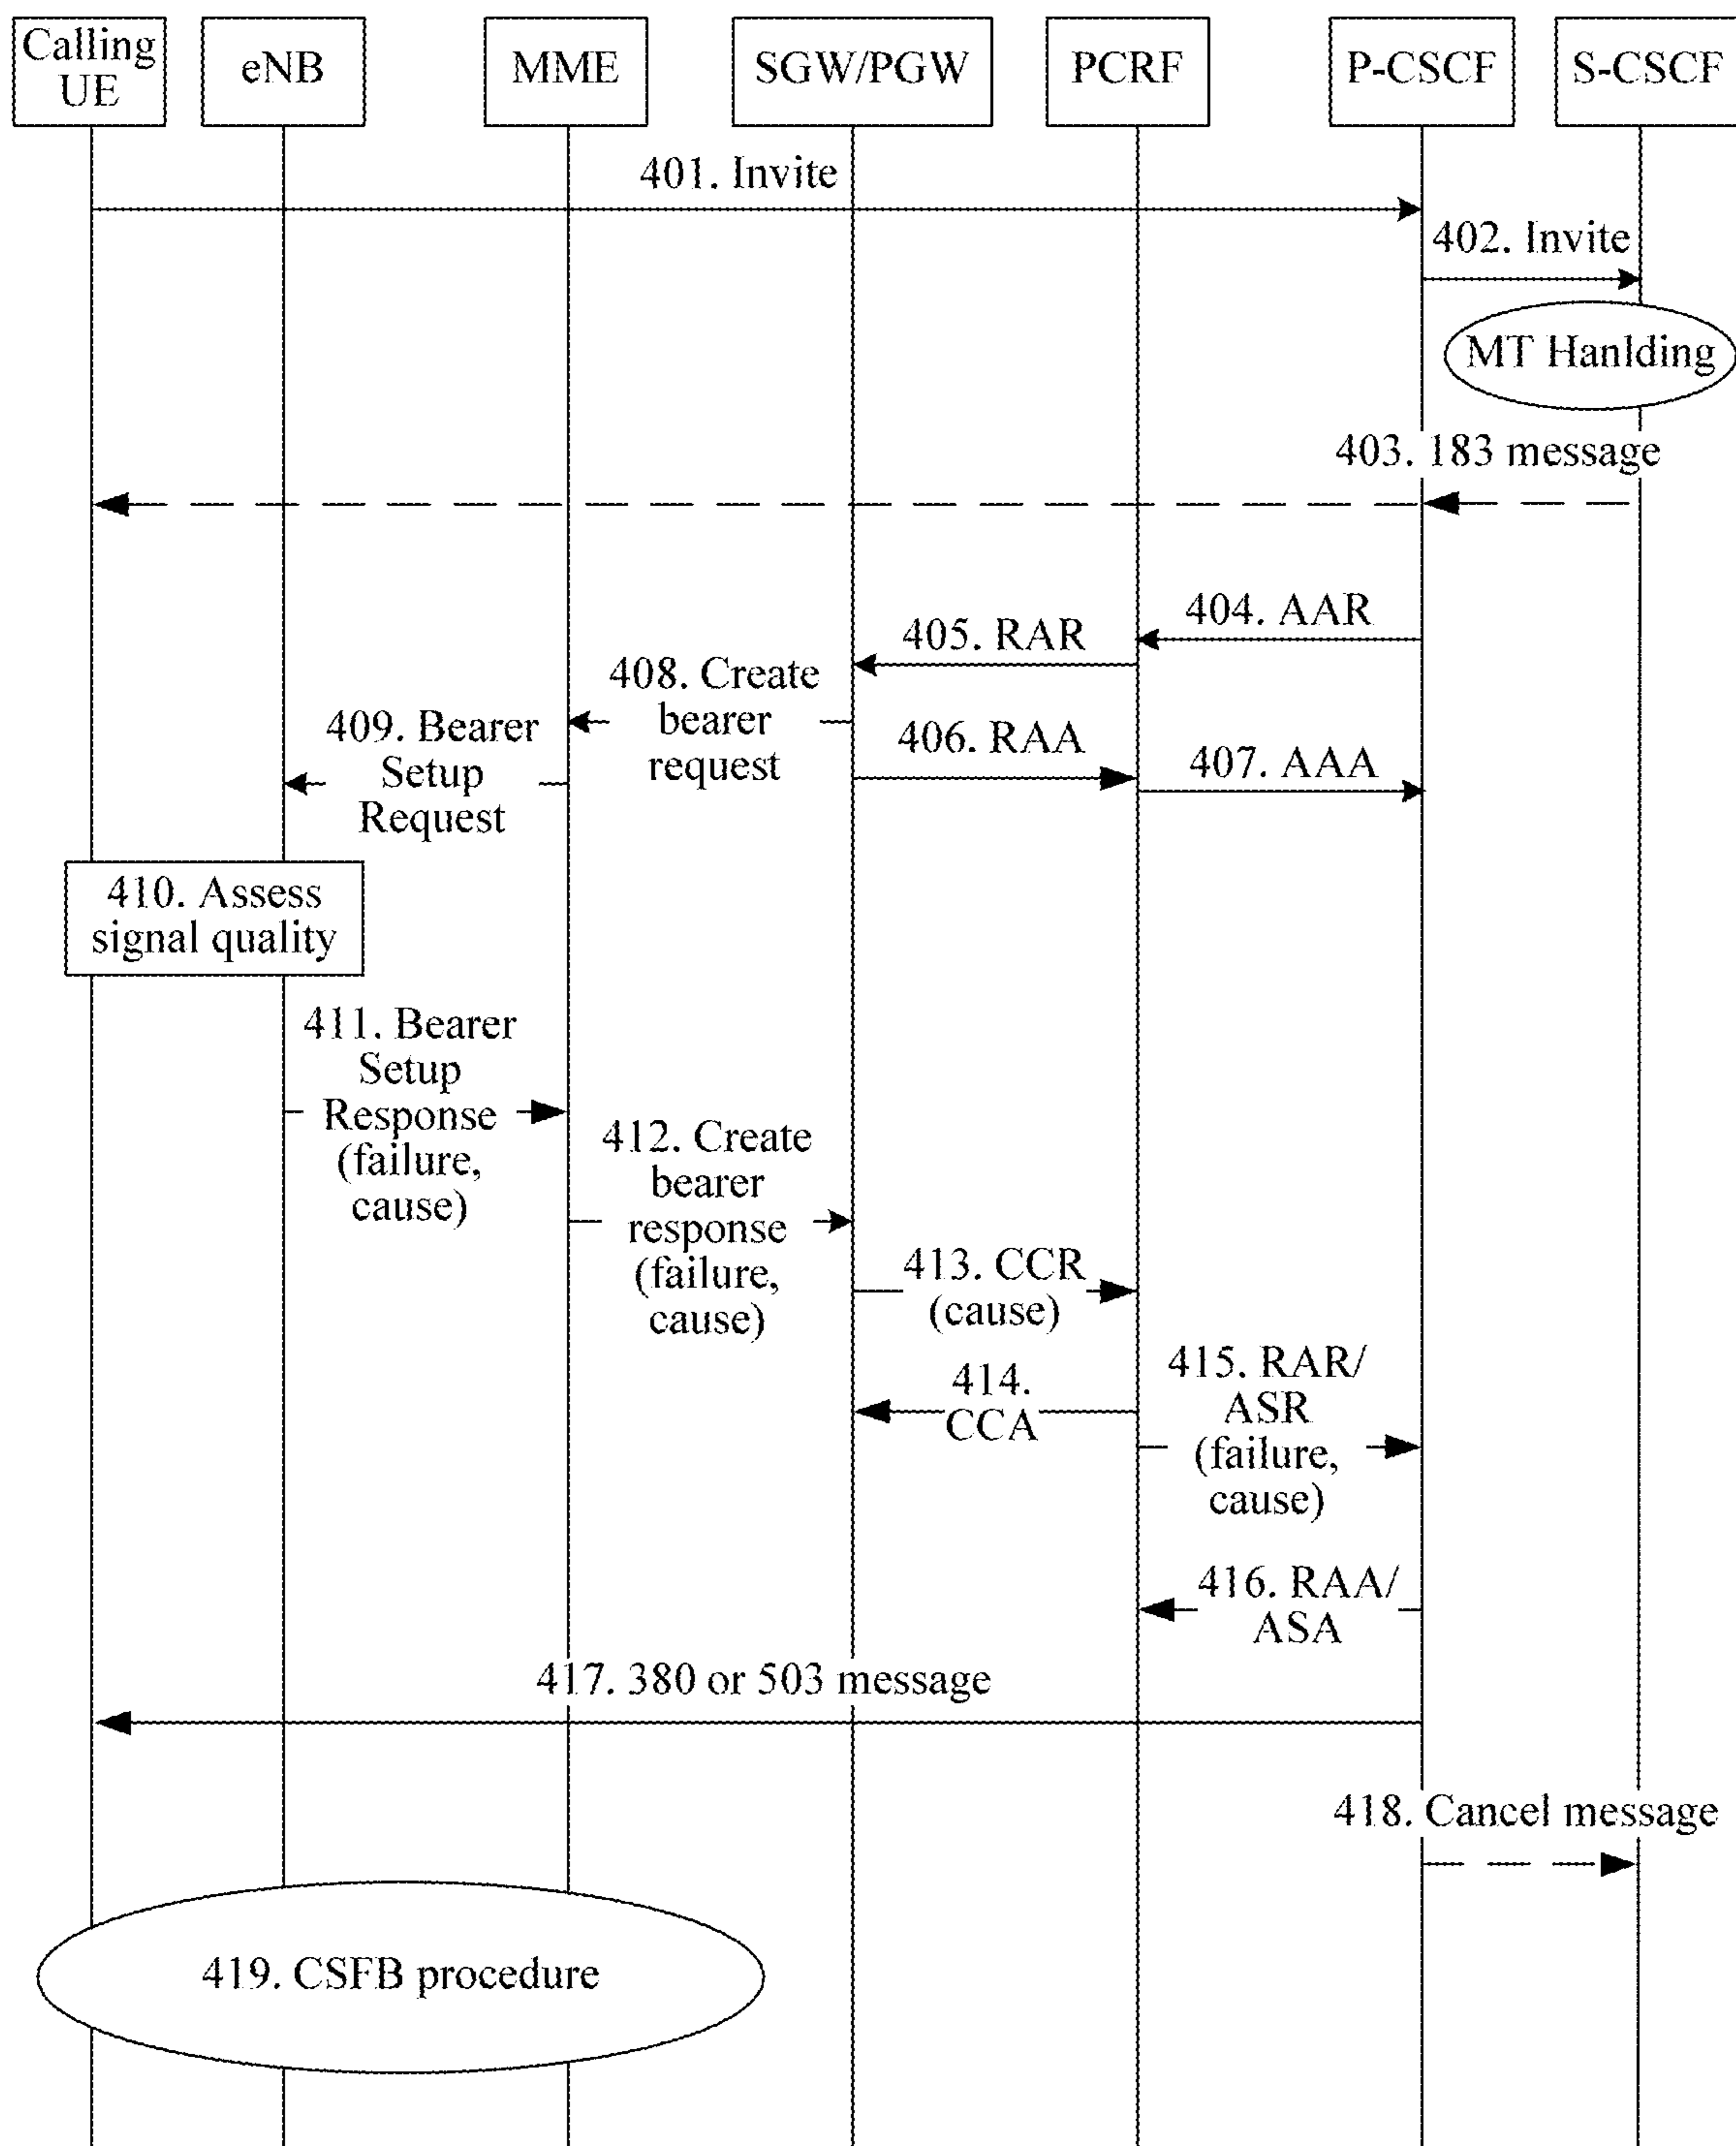 Calling
UE
eNB
MME
SGW/PGW
PCRF
P-CSCF
S-CSCF
401. Invite
402. Invite
MT Hanlding
403. 183 message
404. AAR
405. RAR
408. Create
bearer
request
409. Bearer
Setup
Request
406. RAA
407. AAA
410. Assess
signal quality
411. Bearer
Setup
Response
(failure,
cause)
412. Create
bearer
response
(failure,
cause)
413. CCR
(cause)
414.
CCA
415. RAR/
ASR
(failure,
cause)
416. RAA/
ASA
417. 380 or 503 message
418. Cancel message
419. CSFB procedure